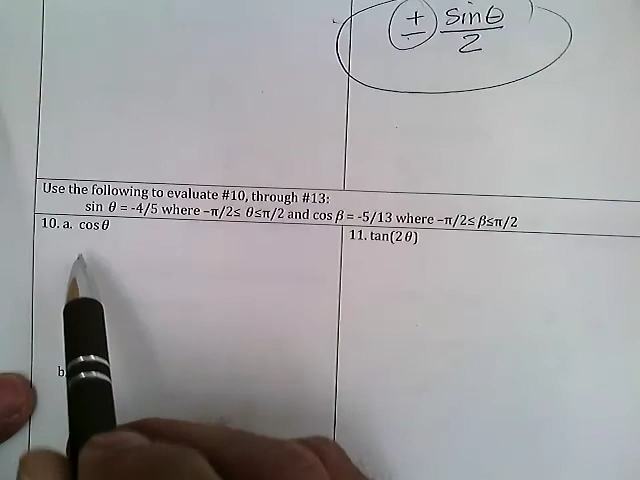 ± sinθ
2
Use the following to evaluate #10, through #13:
sin θ = -4/5 where −π/2≤ θ≤π/2 and cos β = -5/13 where −π/2≤ β≤π/2
10. a. cosθ
11. tan(2θ)
b.